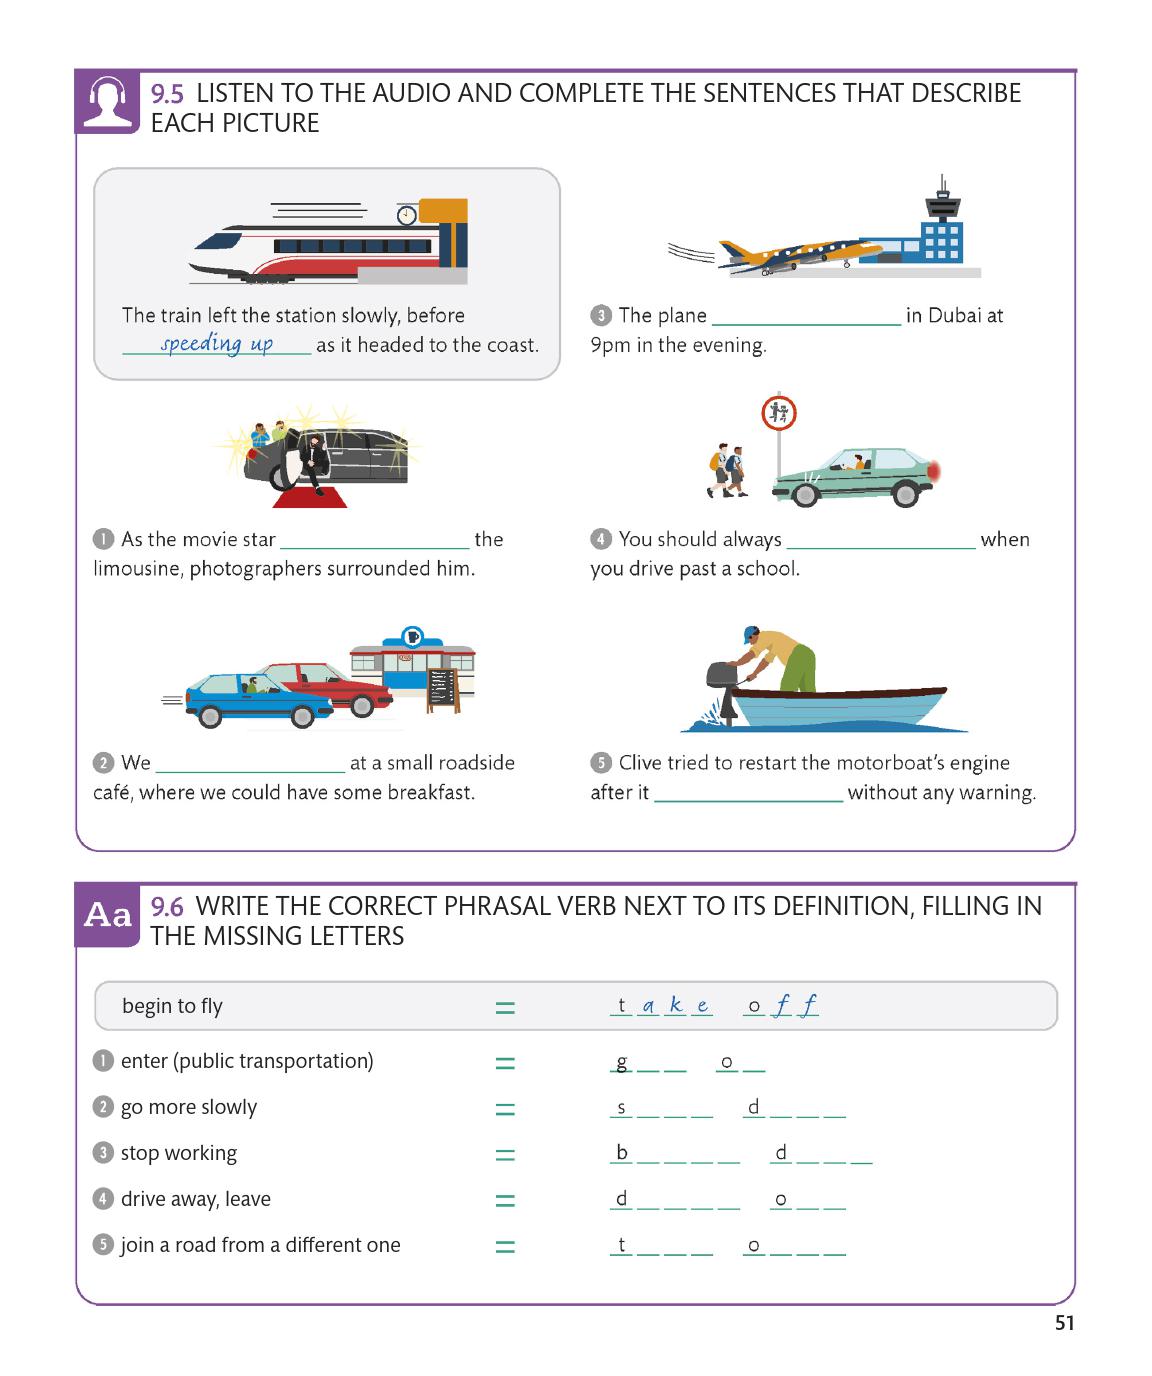 9.5 LISTEN TO THE AUDIO AND COMPLETE THE SENTENCES THAT DESCRIBE
EACH PICTURE
The train left the station slowly, before
speeding up as it headed to the coast.
1 As the movie star ____ the
limousine, photographers surrounded him.
2 We ____ at a small roadside
café, where we could have some breakfast.
3 The plane ____ in Dubai at
9pm in the evening.
4 You should always ____ when
you drive past a school.
5 Clive tried to restart the motorboat’s engine
after it ____ without any warning.
Aa 9.6 WRITE THE CORRECT PHRASAL VERB NEXT TO ITS DEFINITION, FILLING IN
THE MISSING LETTERS
begin to fly = t a k e o f f
1 enter (public transportation) = g _ _ o _
2 go more slowly = s _ _ _ d _ _ _
3 stop working = b _ _ _ _ d _ _ _
4 drive away, leave = d _ _ _ _ o _ _
5 join a road from a different one = t _ _ _ o _ _ _
51